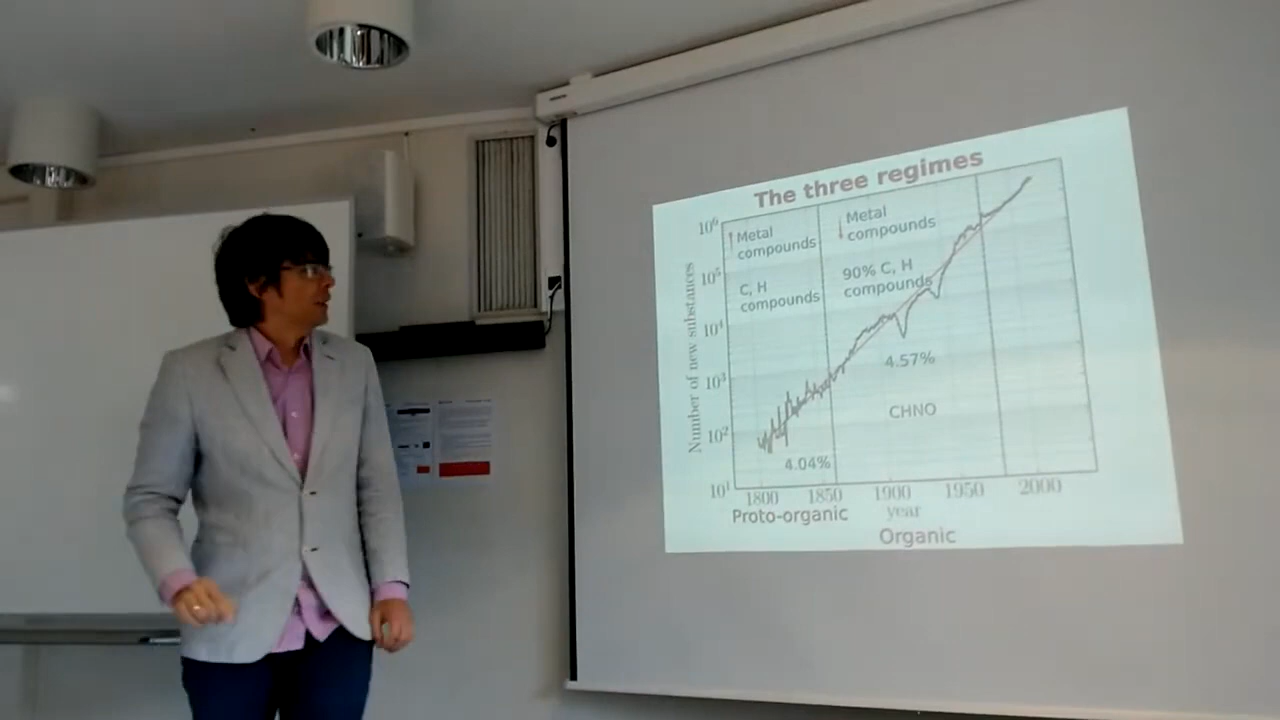 The three regimes
Number of new substances
10⁶
10⁵
10⁴
10³
10²
10¹
↑ Metal
compounds
C, H
compounds
4.04%
↓ Metal
compounds
90% C, H
compounds
4.57%
CHNO
1800 1850 1900 1950 2000
year
Proto-organic
Organic